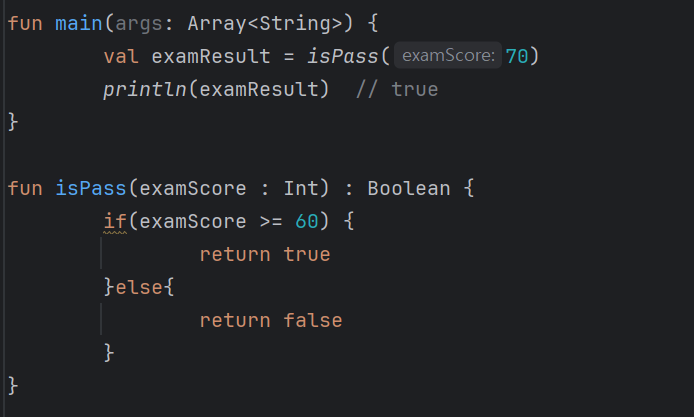 fun main(args: Array<String>) {
val examResult = isPass( examScore: 70)
println(examResult)  // true
}
fun isPass(examScore : Int) : Boolean {
if(examScore >= 60) {
return true
}else{
return false
}
}